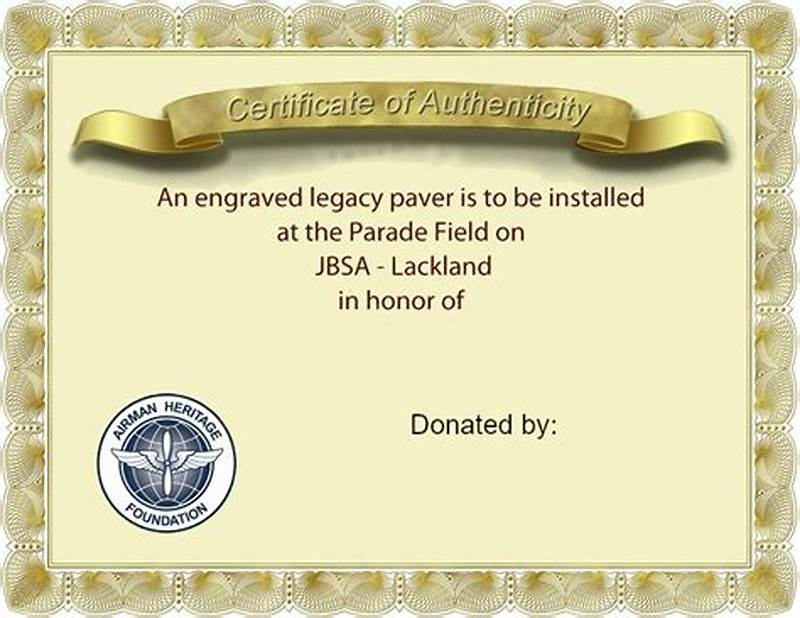 Certificate of Authenticity
An engraved legacy paver is to be installed
at the Parade Field on
JBSA - Lackland
in honor of
Donated by:
AIRMAN HERITAGE
FOUNDATION